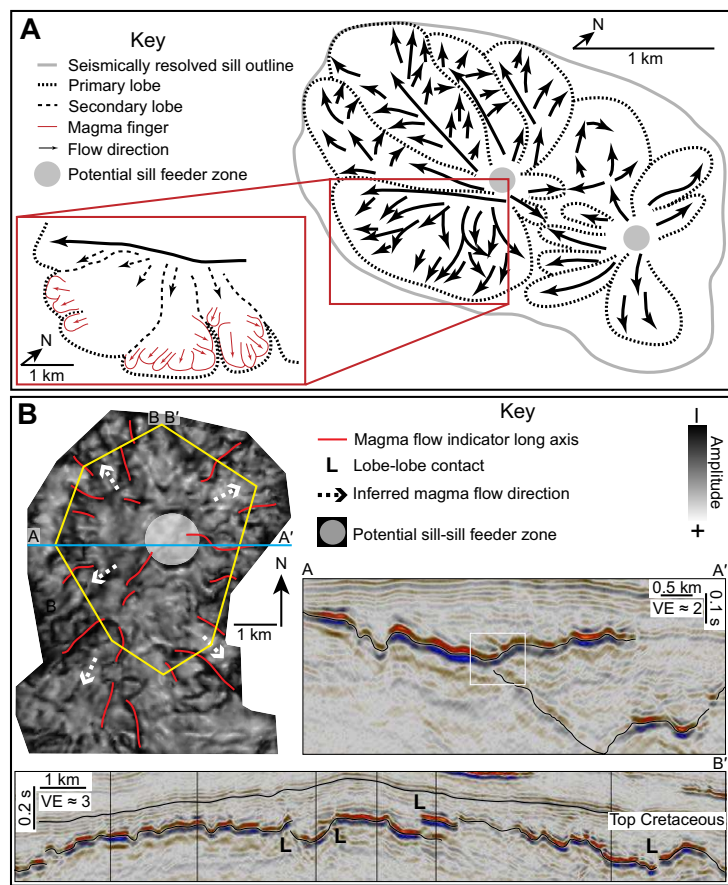 A
Key
Seismically resolved sill outline
Primary lobe
Secondary lobe
Magma finger
Flow direction
Potential sill feeder zone
N
1 km
N
1 km
B
B B′
A
A′
B
N
1 km
Key
Magma flow indicator long axis
L Lobe-lobe contact
Inferred magma flow direction
Potential sill-sill feeder zone
–
Amplitude
+
A
A′
0.5 km
VE ≈ 2
0.1 s
B′
1 km
VE ≈ 3
0.2 s
L
L
L
L
Top Cretaceous